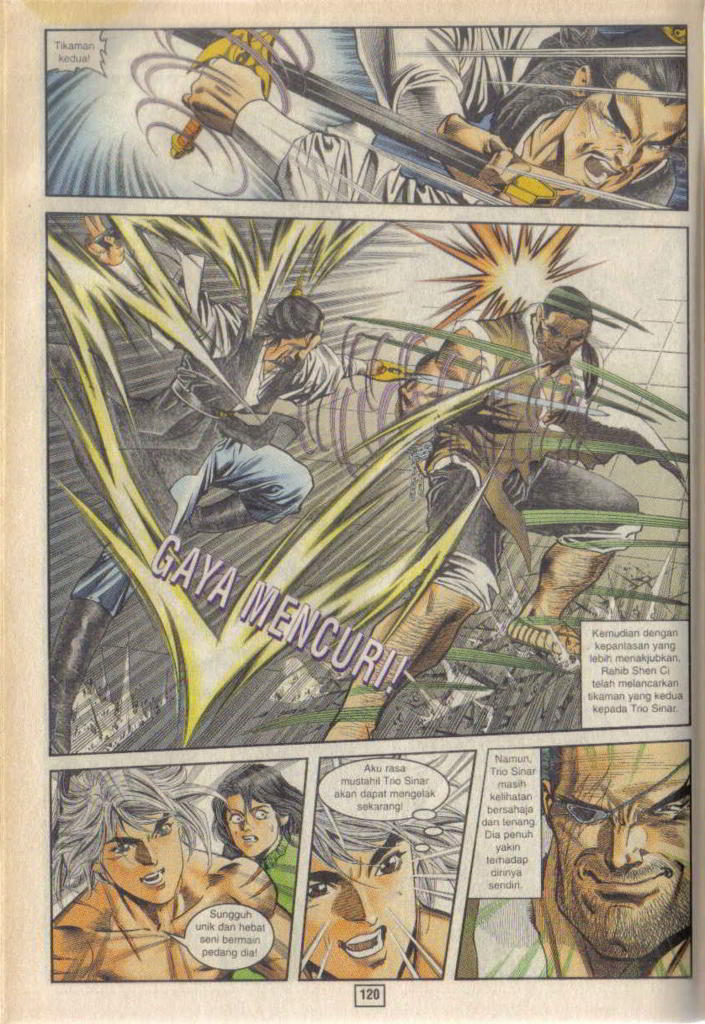 Tikaman
kedua!
GAYA MENCURI!
Kemudian dengan
kepantasan yang
lebih menakjubkan,
Rahib Shen Ci
telah melancarkan
tikaman yang kedua
kepada Trio Sinar.
Sungguh
unik dan hebat
seni bermain
pedang dia!
Aku rasa
mustahil Trio Sinar
akan dapat mengelak
sekarang!
Namun,
Trio Sinar
masih
kelihatan
bersahaja
dan tenang.
Dia penuh
yakin
terhadap
dirinya
sendiri.
120